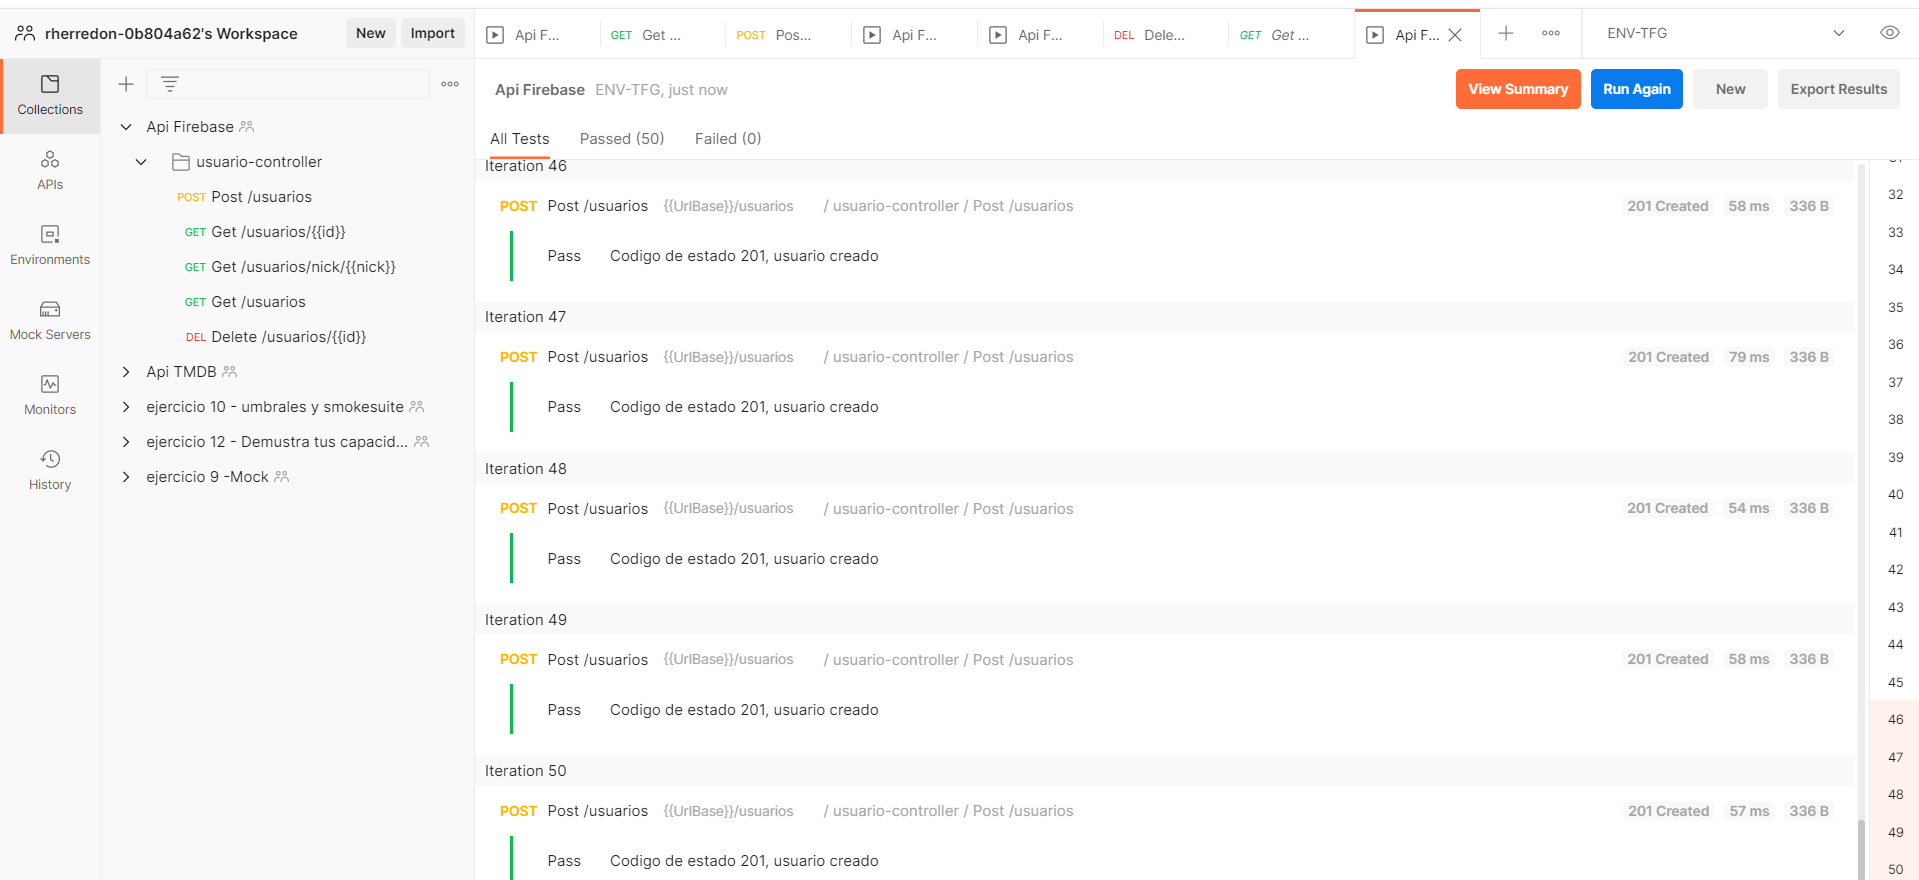 rherredon-0b804a62's Workspace
New
Import
Api F...
GET Get ...
POST Pos...
Api F...
Api F...
DEL Dele...
GET Get ...
Api F...
ENV-TFG
Collections
APIs
Environments
Mock Servers
Monitors
History
Api Firebase
usuario-controller
POST Post /usuarios
GET Get /usuarios/{{id}}
GET Get /usuarios/nick/{{nick}}
GET Get /usuarios
DEL Delete /usuarios/{{id}}
Api TMDB
ejercicio 10 - umbrales y smokesuite
ejercicio 12 - Demustra tus capacid...
ejercicio 9 -Mock
Api Firebase ENV-TFG, just now
View Summary
Run Again
New
Export Results
All Tests
Passed (50)
Failed (0)
Iteration 46
POST Post /usuarios {{UrlBase}}/usuarios / usuario-controller / Post /usuarios 201 Created 58 ms 336 B
Pass Codigo de estado 201, usuario creado
Iteration 47
POST Post /usuarios {{UrlBase}}/usuarios / usuario-controller / Post /usuarios 201 Created 79 ms 336 B
Pass Codigo de estado 201, usuario creado
Iteration 48
POST Post /usuarios {{UrlBase}}/usuarios / usuario-controller / Post /usuarios 201 Created 54 ms 336 B
Pass Codigo de estado 201, usuario creado
Iteration 49
POST Post /usuarios {{UrlBase}}/usuarios / usuario-controller / Post /usuarios 201 Created 58 ms 336 B
Pass Codigo de estado 201, usuario creado
Iteration 50
POST Post /usuarios {{UrlBase}}/usuarios / usuario-controller / Post /usuarios 201 Created 57 ms 336 B
Pass Codigo de estado 201, usuario creado
32
33
34
35
36
37
38
39
40
41
42
43
44
45
46
47
48
49
50